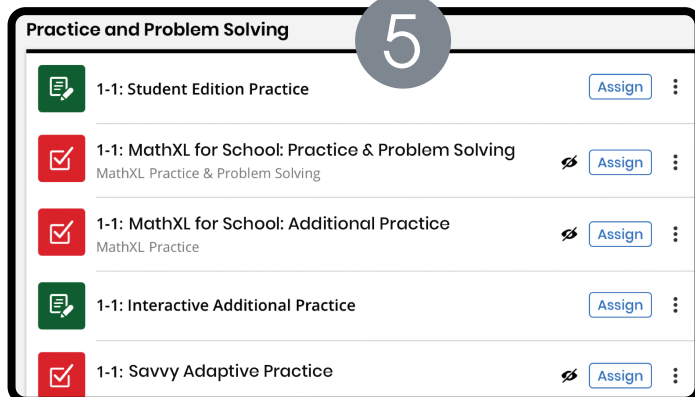 Practice and Problem Solving
5
1-1: Student Edition Practice
Assign
1-1: MathXL for School: Practice & Problem Solving
MathXL Practice & Problem Solving
Assign
1-1: MathXL for School: Additional Practice
MathXL Practice
Assign
1-1: Interactive Additional Practice
Assign
1-1: Savvy Adaptive Practice
Assign